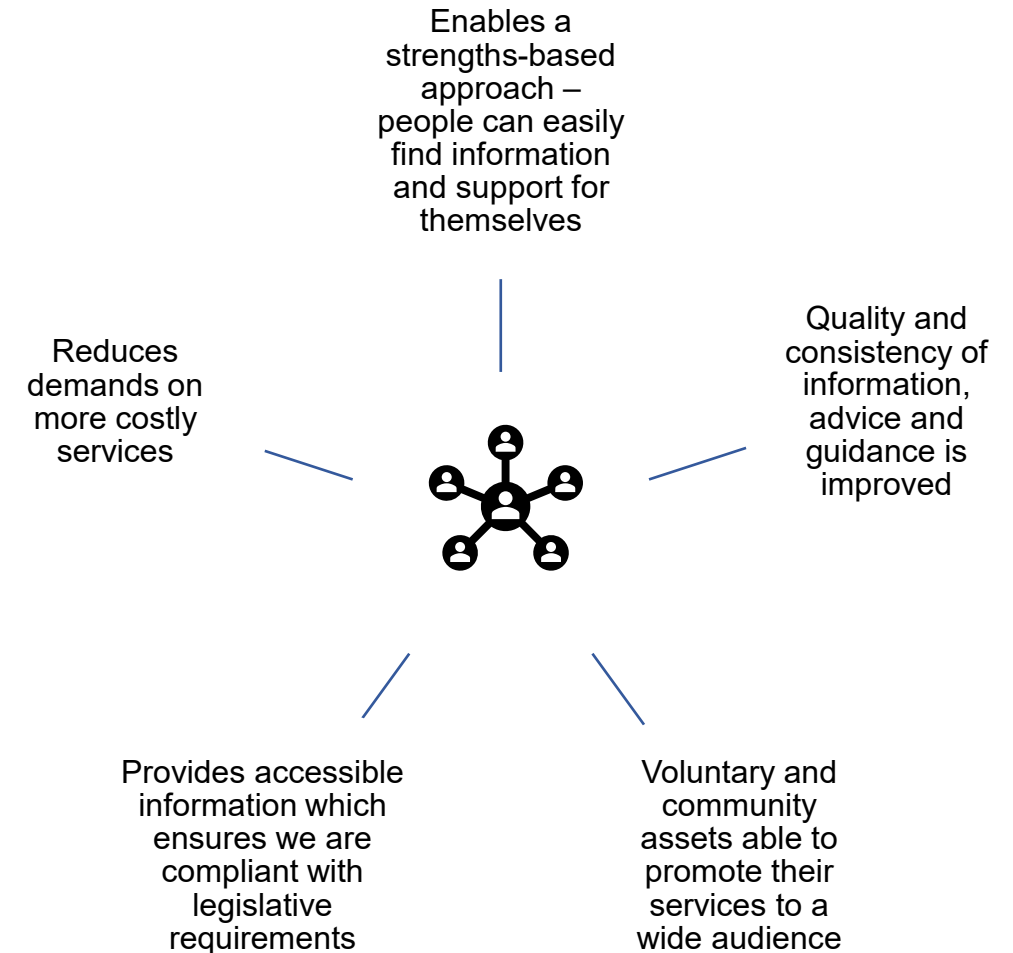 Enables a
strengths-based
approach –
people can easily
find information
and support for
themselves
Quality and
consistency of
information,
advice and
guidance is
improved
Voluntary and
community
assets able to
promote their
services to a
wide audience
Provides accessible
information which
ensures we are
compliant with
legislative
requirements
Reduces
demands on
more costly
services